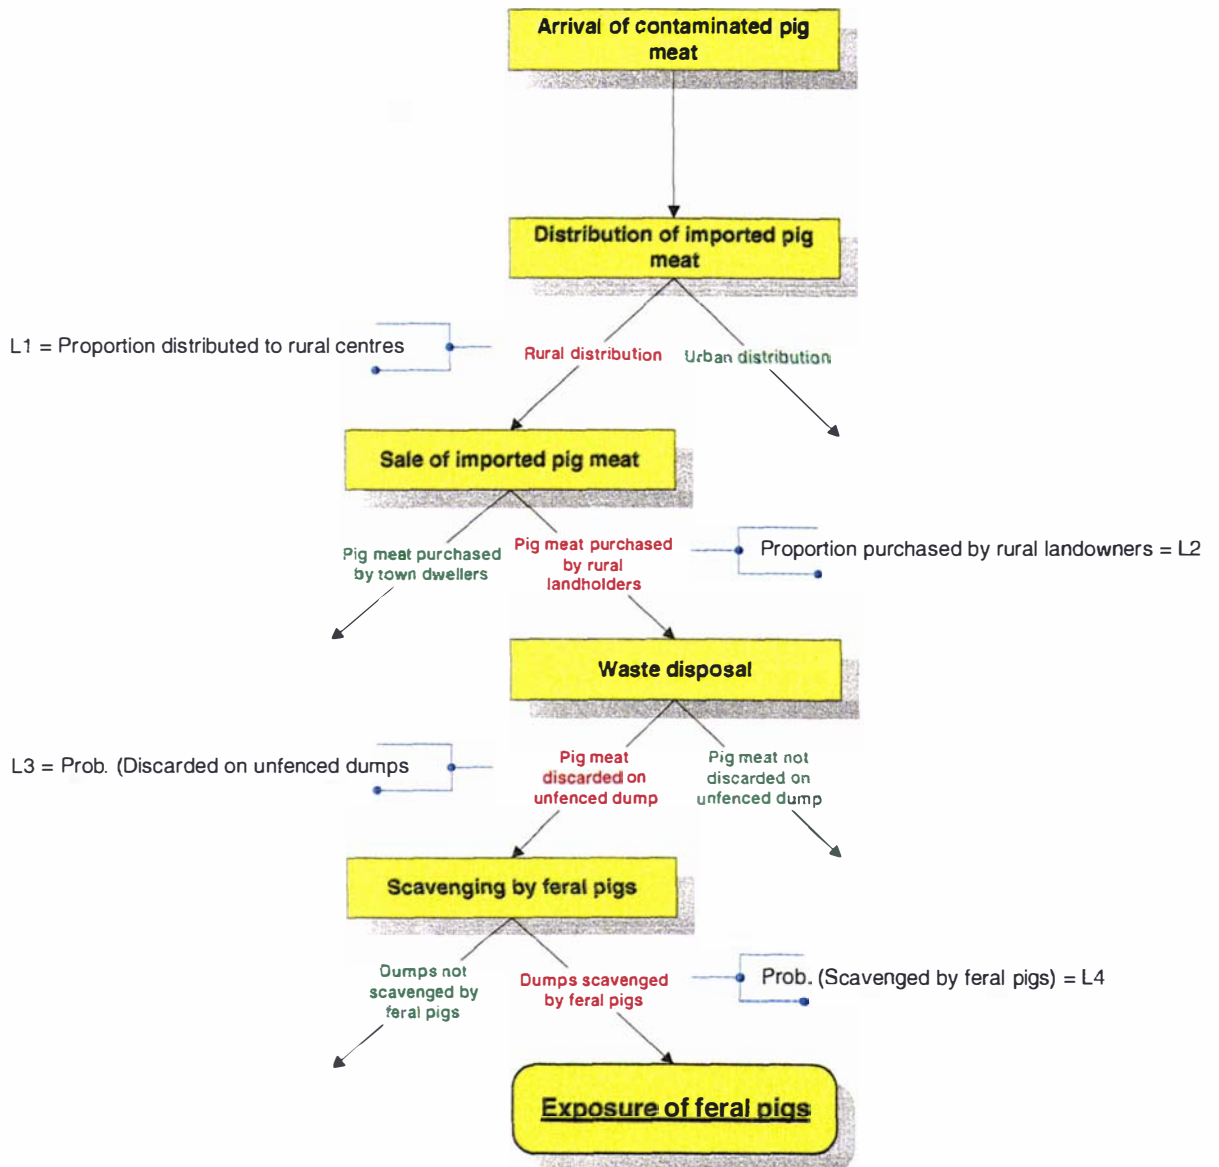 Arrival of contaminated pig
meat
Distribution of imported pig
meat
L1 = Proportion distributed to rural centres
Rural distribution
Urban distribution
Sale of imported pig meat
Pig meat purchased
by town dwellers
Pig meat purchased
by rural
landholders
Proportion purchased by rural landowners = L2
Waste disposal
L3 = Prob. (Discarded on unfenced dumps
Pig meat
discarded on
unfenced dump
Pig meat not
discarded on
unfenced dump
Scavenging by feral pigs
Dumps not
scavenged by
feral pigs
Dumps scavenged
by feral pigs
Prob. (Scavenged by feral pigs) = L4
Exposure of feral pigs